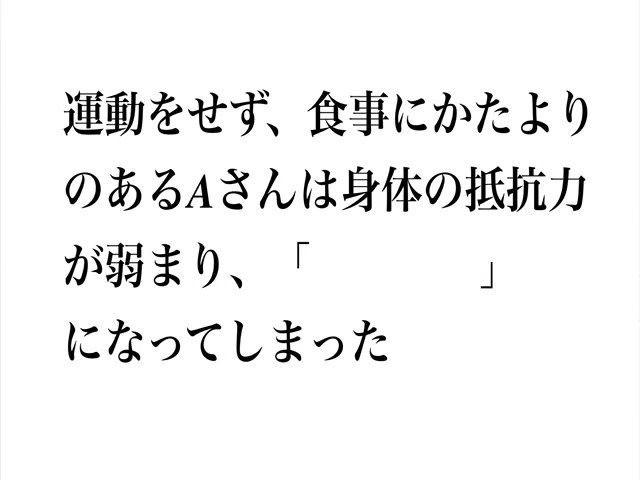 運動をせず、食事にかたより
のあるAさんは身体の抵抗力
が弱まり、「　　　　」
になってしまった